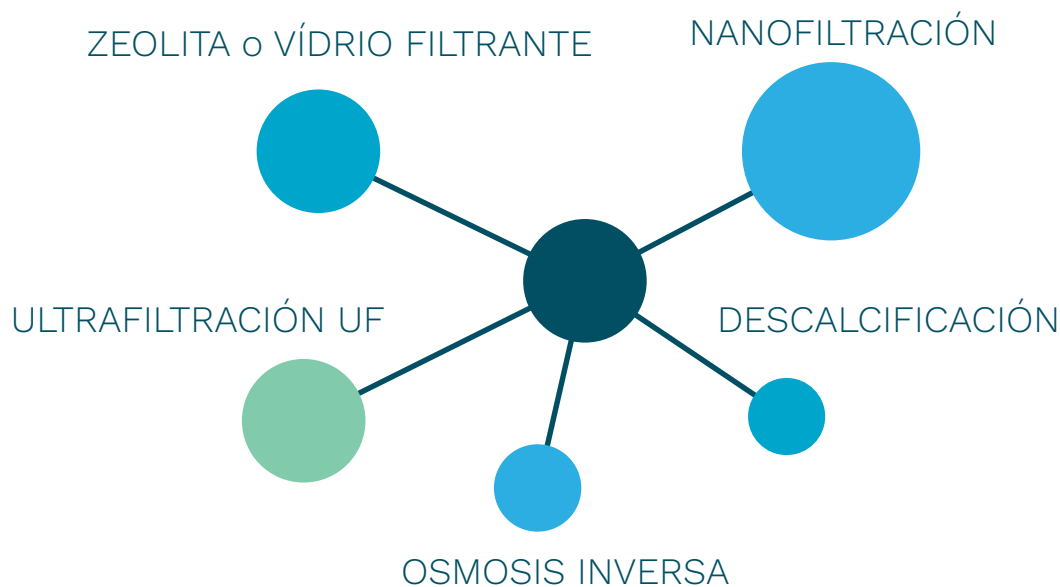 ZEOLITA o VÍDRIO FILTRANTE
NANOFILTRACIÓN
ULTRAFILTRACIÓN UF
DESCALCIFICACIÓN
OSMOSIS INVERSA